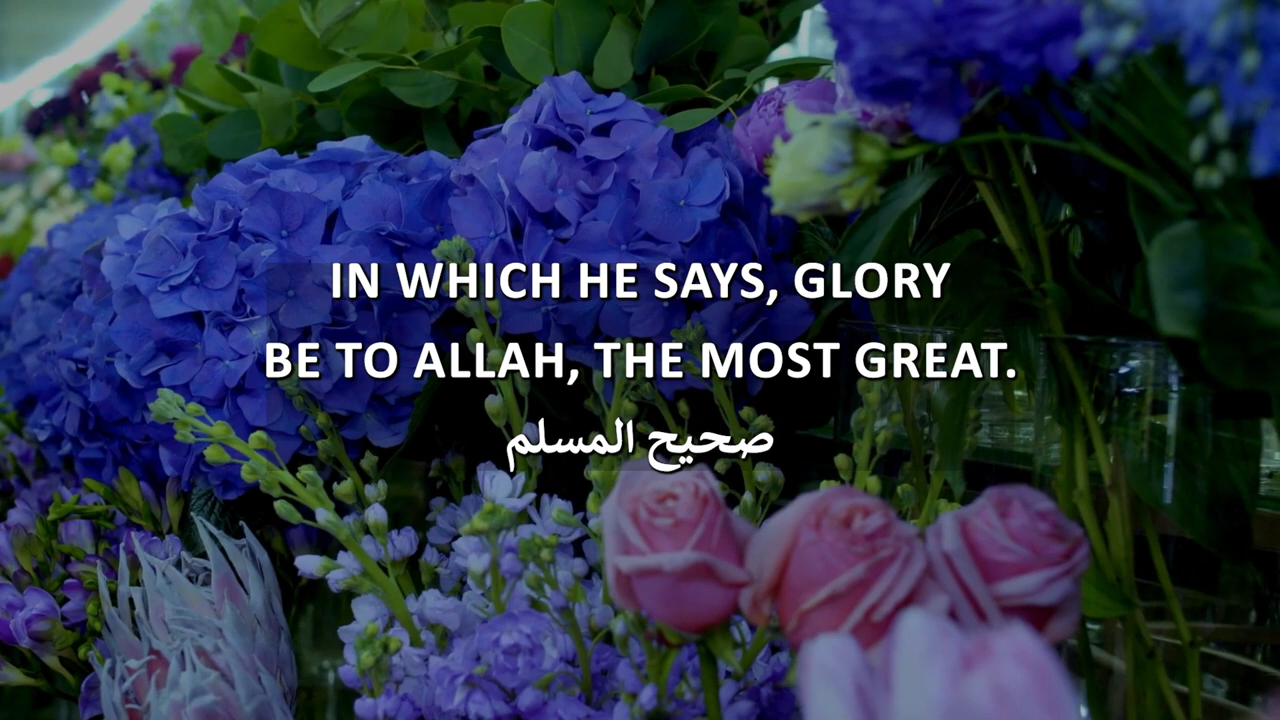 IN WHICH HE SAYS, GLORY
BE TO ALLAH, THE MOST GREAT.
صحيح المسلم